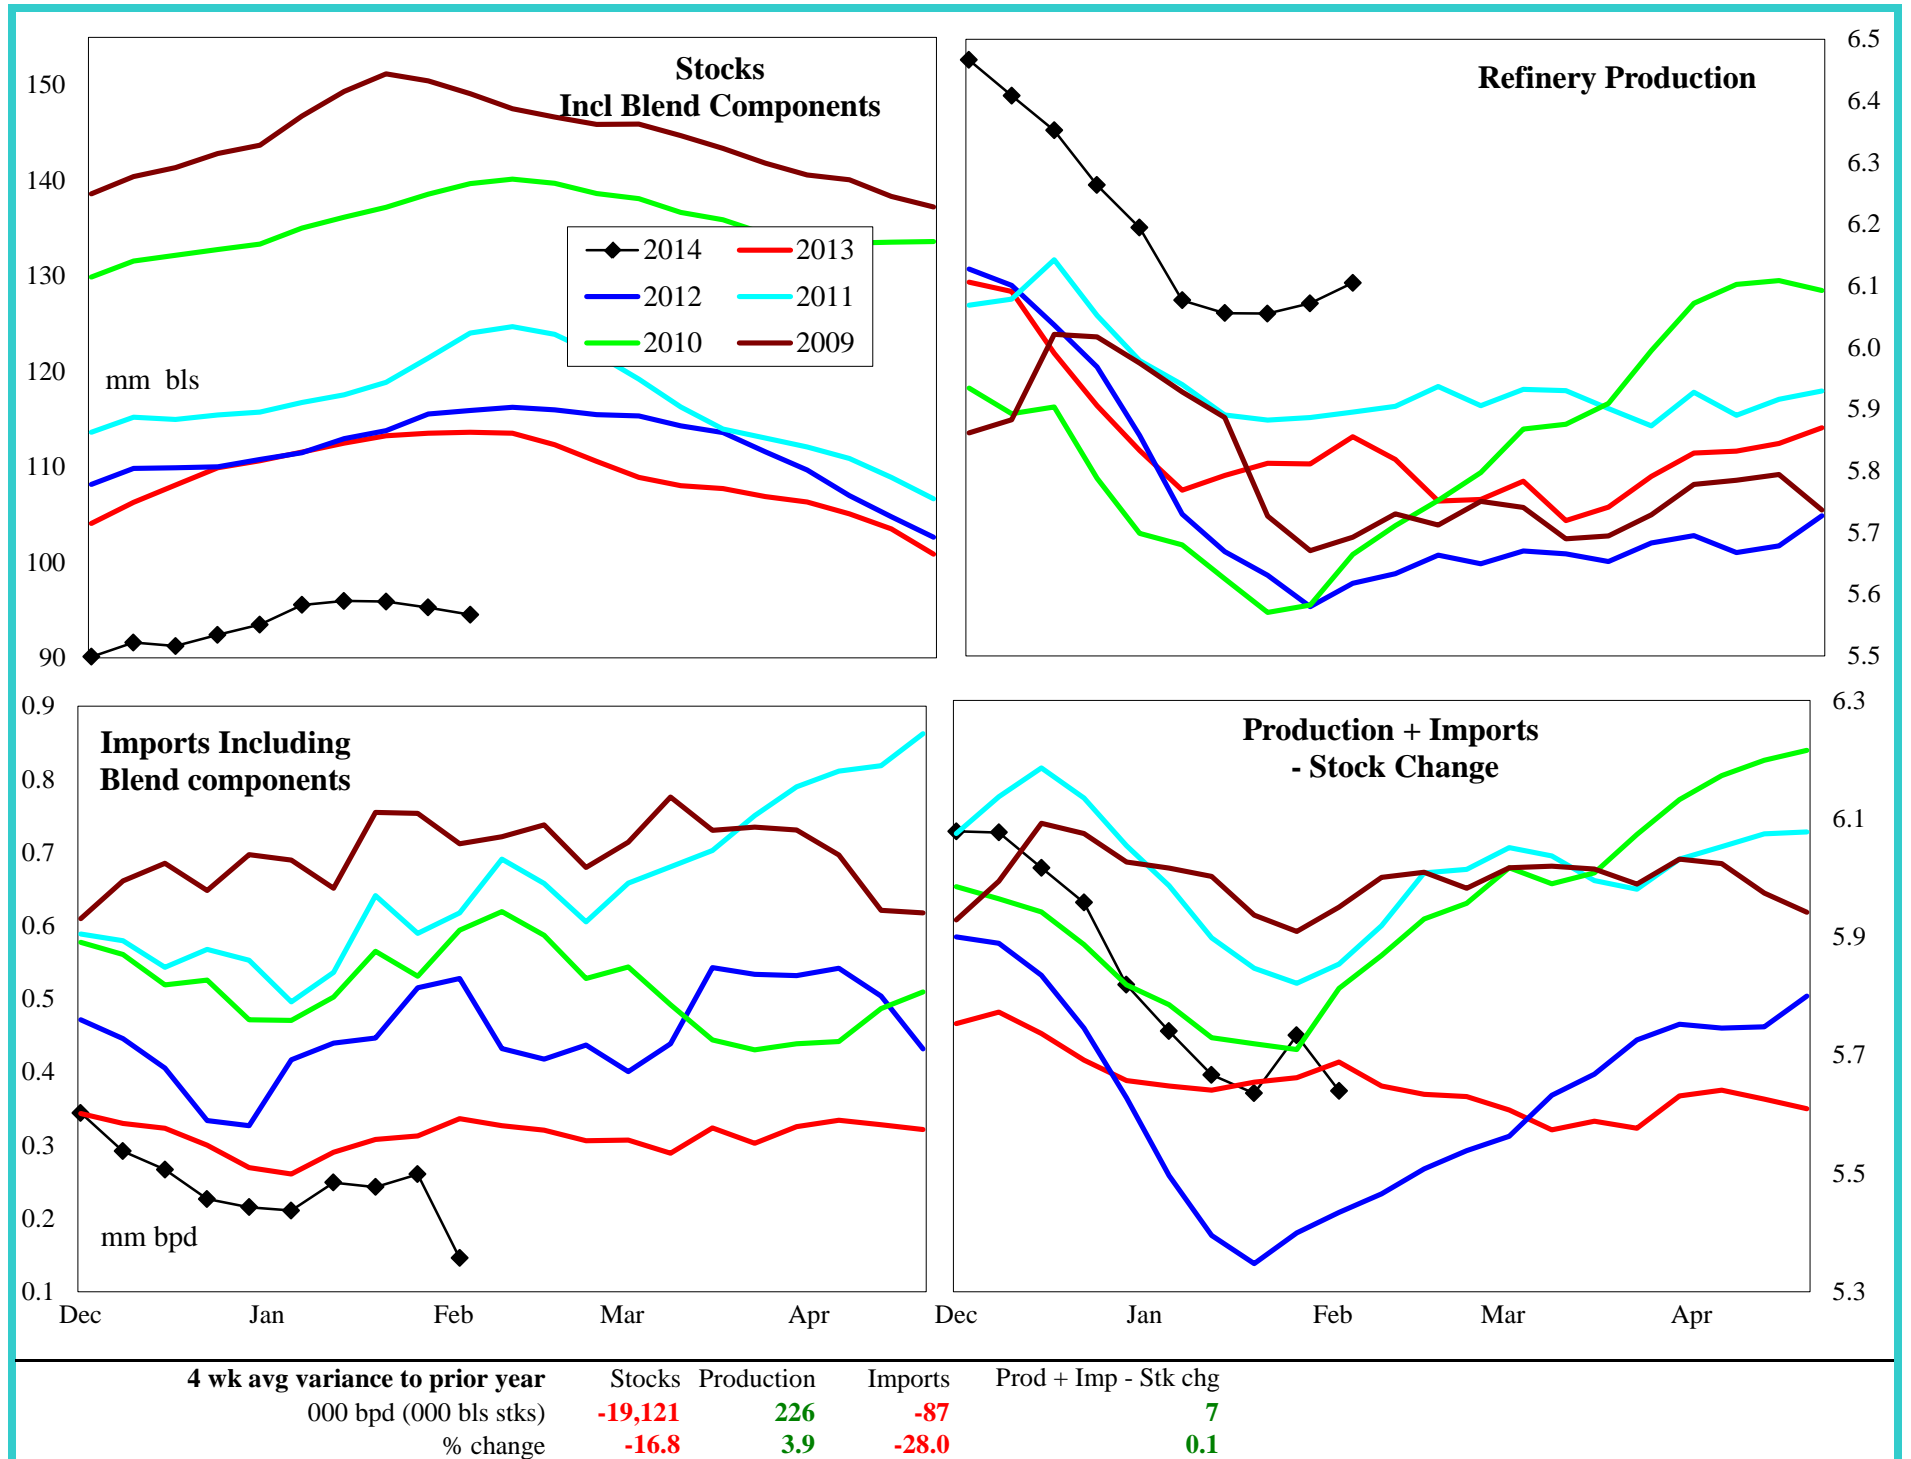 Stocks
Incl Blend Components
150
140
130
120
110
100
90
mm bls
2014 2013
2012 2011
2010 2009
Refinery Production
6.5
6.4
6.3
6.2
6.1
6.0
5.9
5.8
5.7
5.6
5.5
Imports Including
Blend components
0.9
0.8
0.7
0.6
0.5
0.4
0.3
0.2
0.1
mm bpd
Dec Jan Feb Mar Apr
Production + Imports
- Stock Change
6.3
6.1
5.9
5.7
5.5
5.3
Dec Jan Feb Mar Apr
4 wk avg variance to prior year Stocks Production Imports Prod + Imp - Stk chg
000 bpd (000 bls stks) -19,121 226 -87 7
% change -16.8 3.9 -28.0 0.1